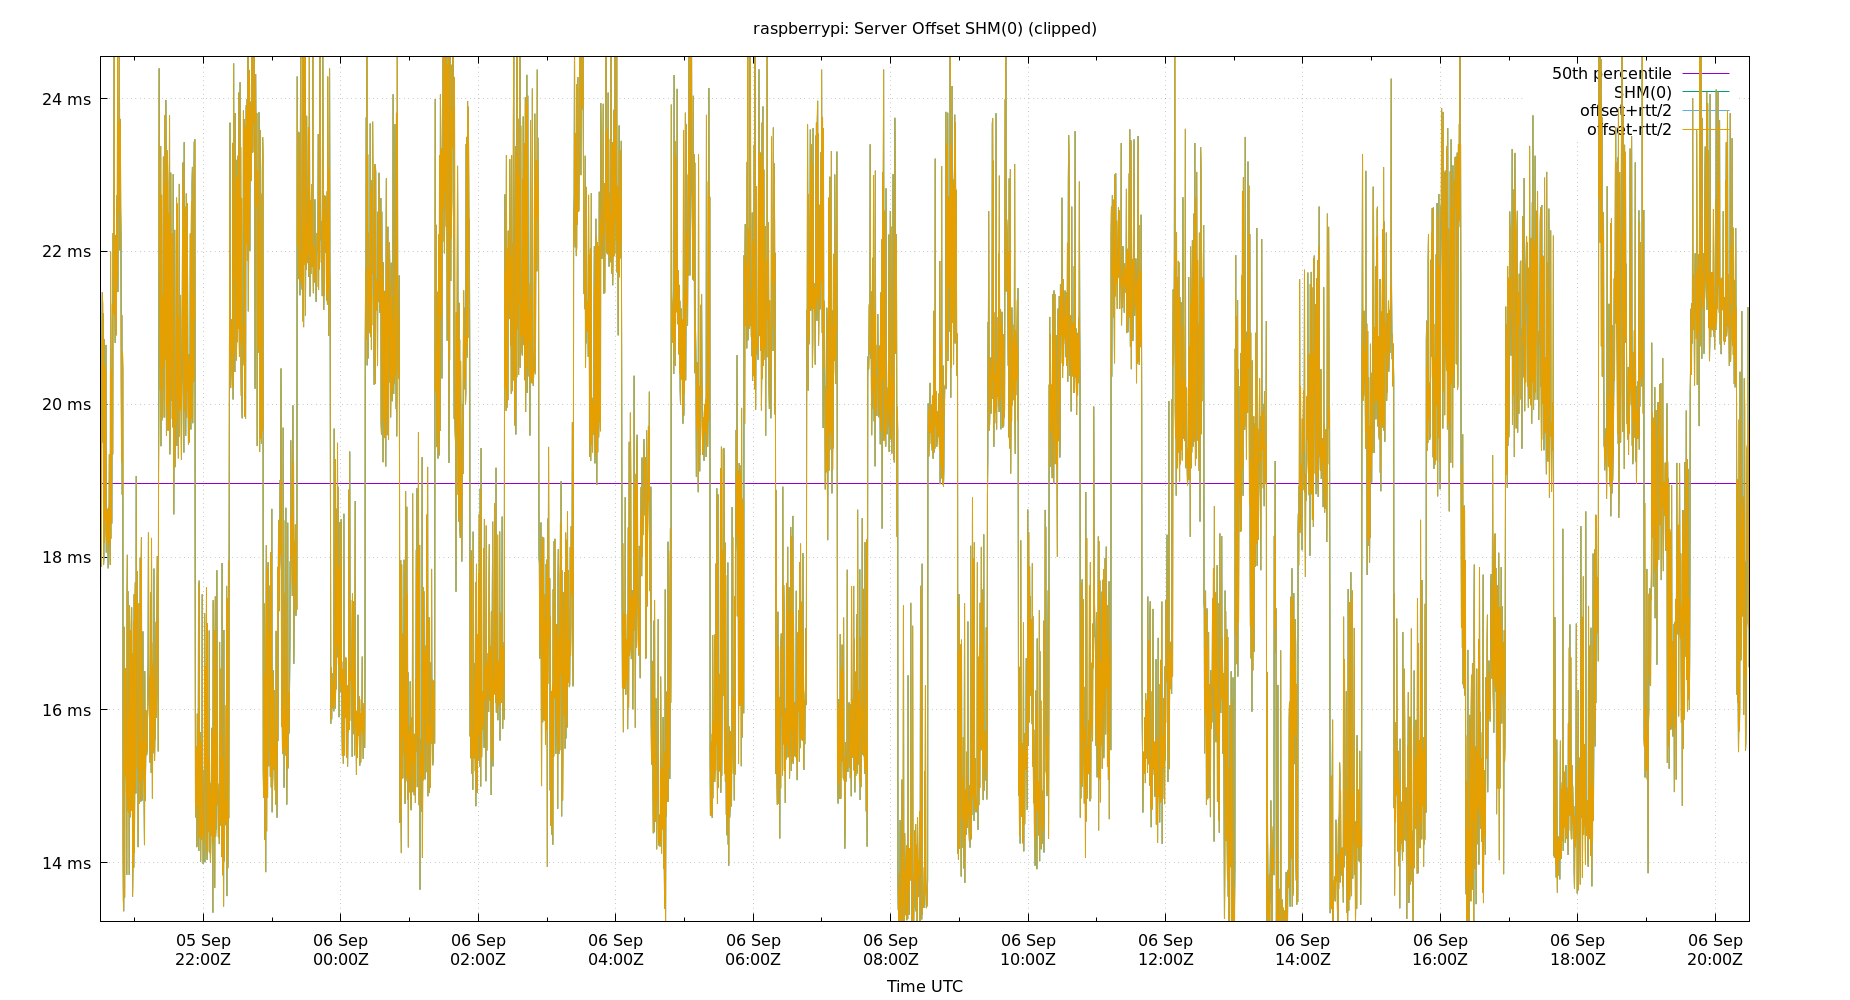 raspberrypi: Server Offset SHM(0) (clipped)
50th percentile
SHM(0)
offset+rtt/2
offset-rtt/2
24 ms
22 ms
20 ms
18 ms
16 ms
14 ms
05 Sep 06 Sep 06 Sep 06 Sep 06 Sep 06 Sep 06 Sep 06 Sep 06 Sep 06 Sep 06 Sep 06 Sep
22:00Z 00:00Z 02:00Z 04:00Z 06:00Z 08:00Z 10:00Z 12:00Z 14:00Z 16:00Z 18:00Z 20:00Z
Time UTC